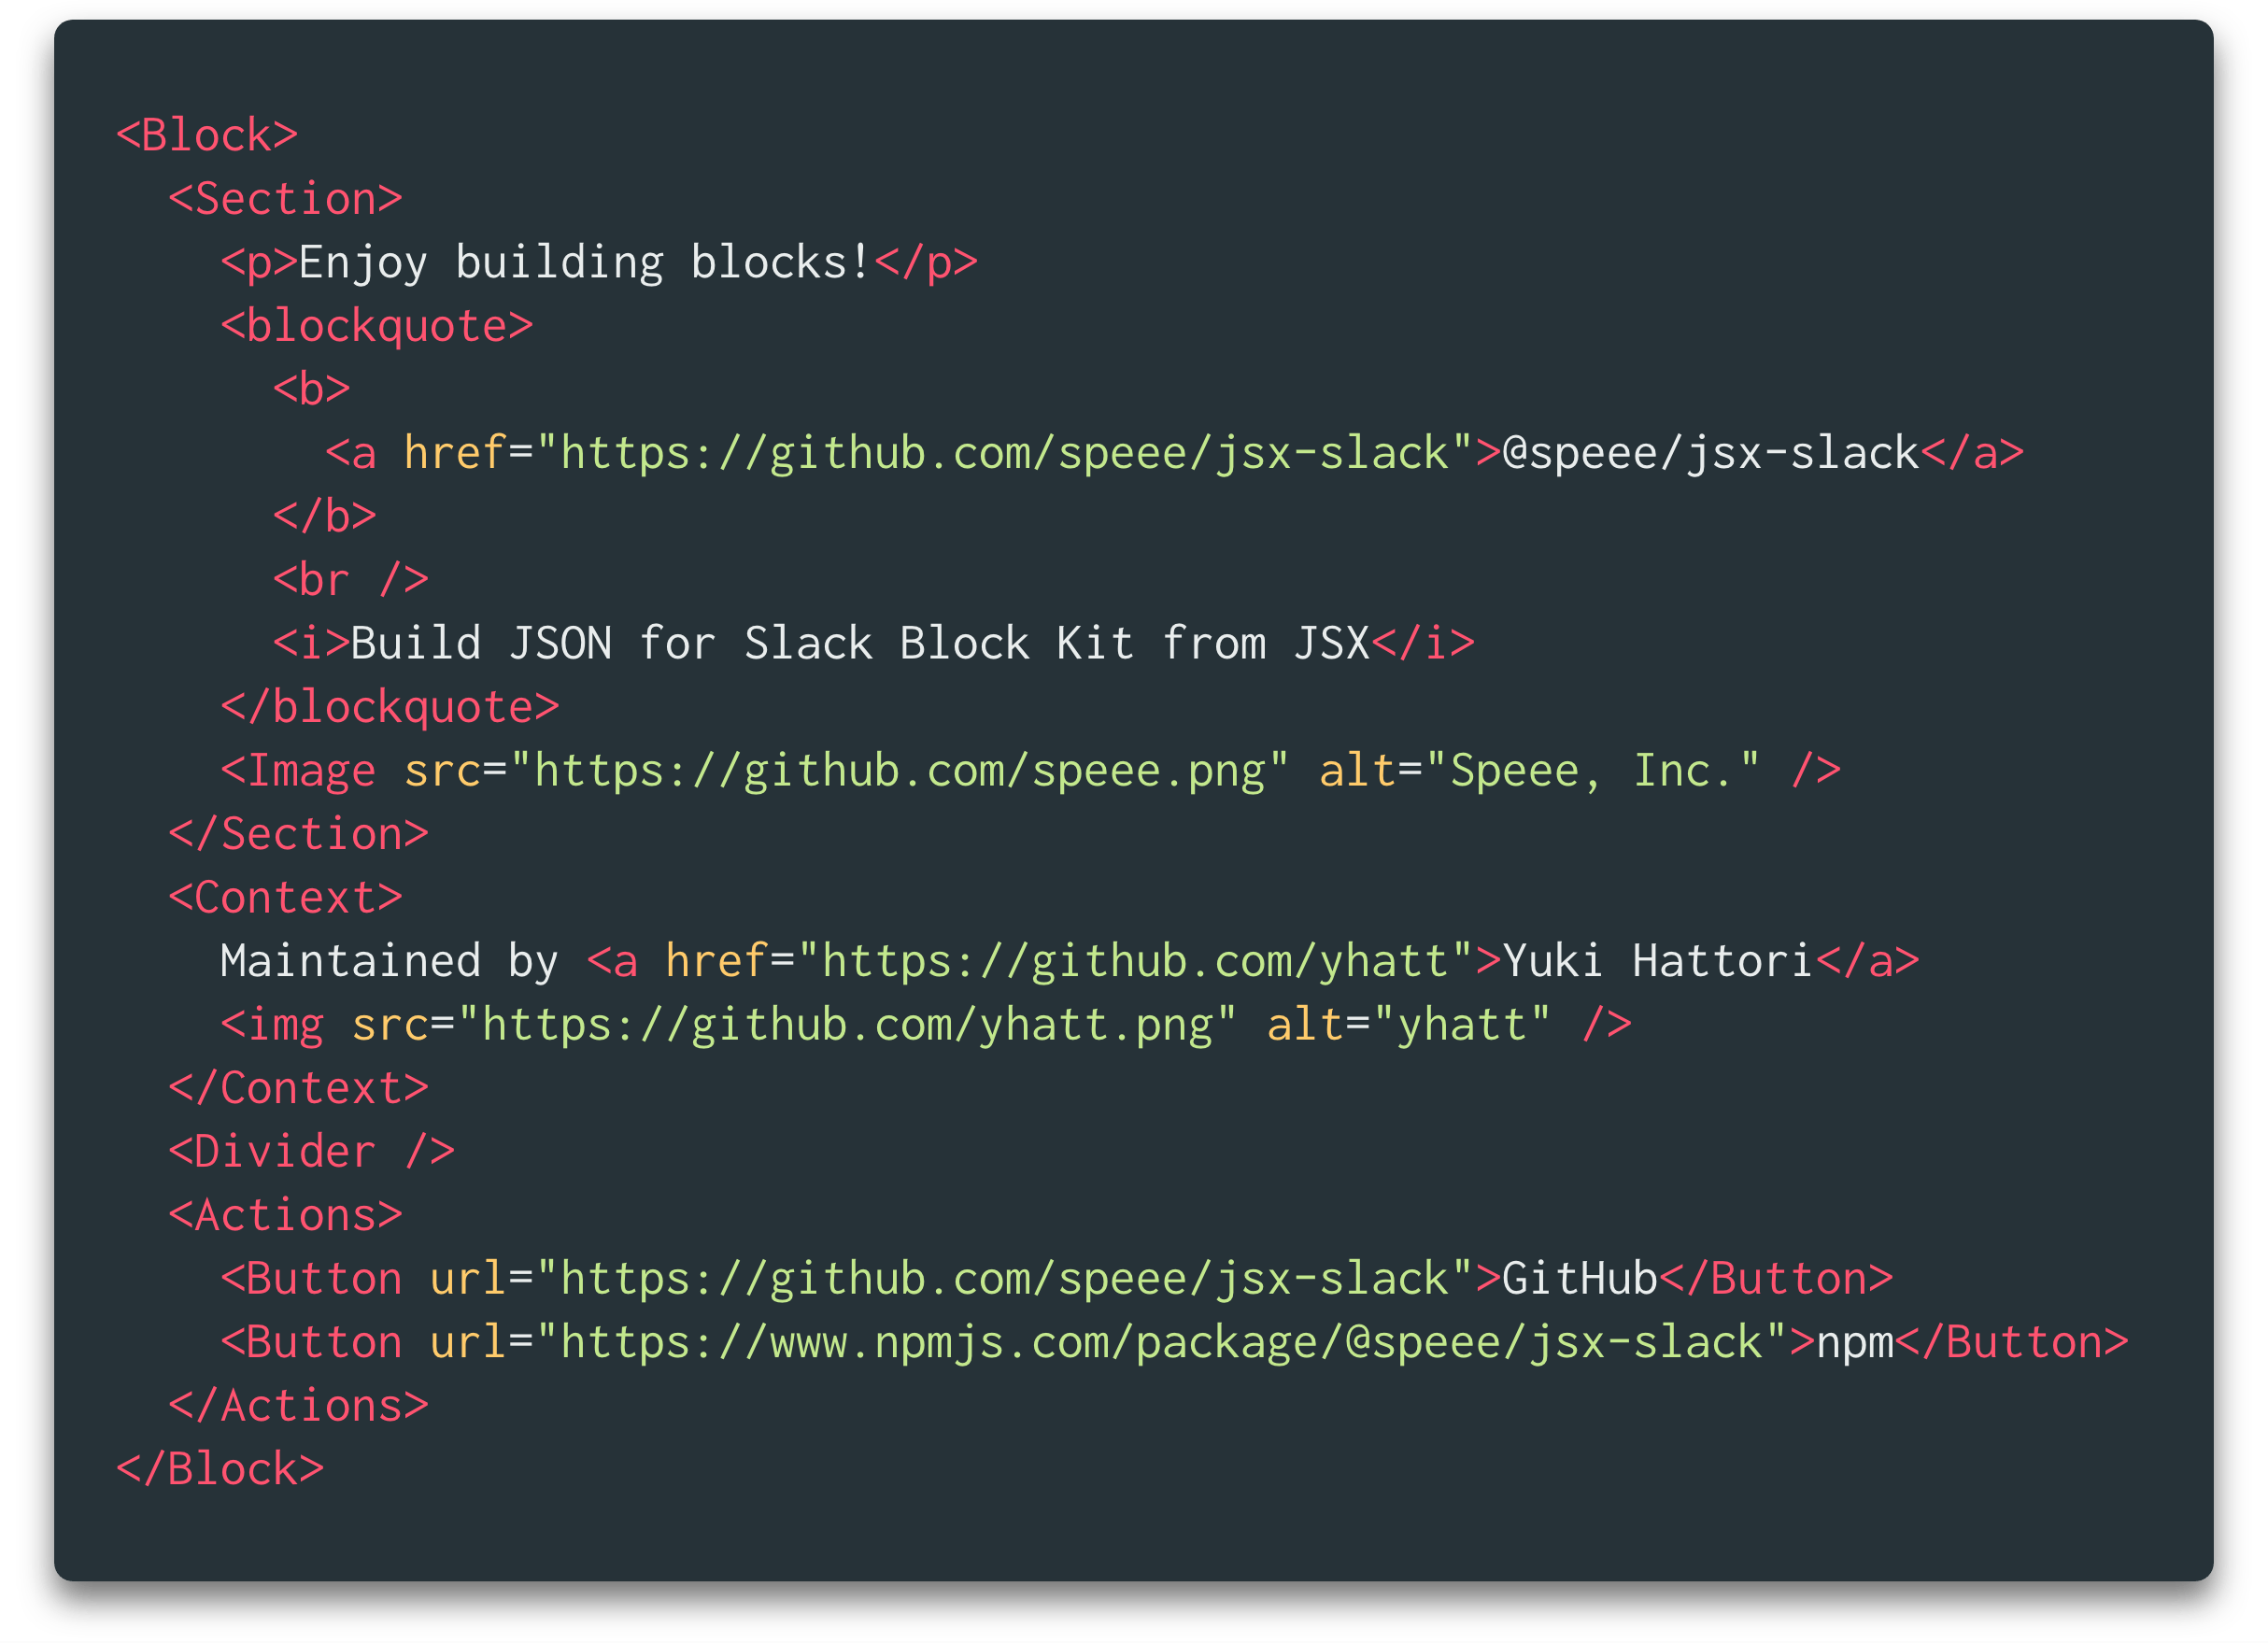 <Block>
  <Section>
    <p>Enjoy building blocks!</p>
    <blockquote>
      <b>
        <a href="https://github.com/speee/jsx-slack">@speee/jsx-slack</a>
      </b>
      <br />
      <i>Build JSON for Slack Block Kit from JSX</i>
    </blockquote>
    <Image src="https://github.com/speee.png" alt="Speee, Inc." />
  </Section>
  <Context>
    Maintained by <a href="https://github.com/yhatt">Yuki Hattori</a>
    <img src="https://github.com/yhatt.png" alt="yhatt" />
  </Context>
  <Divider />
  <Actions>
    <Button url="https://github.com/speee/jsx-slack">GitHub</Button>
    <Button url="https://www.npmjs.com/package/@speee/jsx-slack">npm</Button>
  </Actions>
</Block>